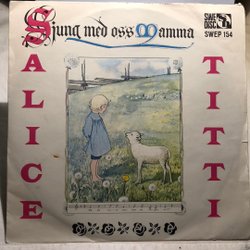 Sjung med oss Mamma
SWE
DISC
SWEP 154
ALICE
TITTI